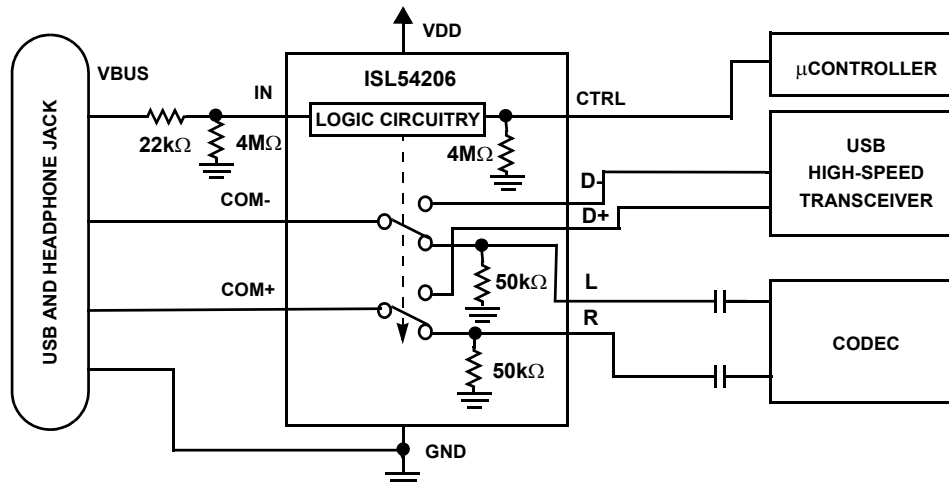 VDD
ISL54206
USB AND HEADPHONE JACK
VBUS
22kΩ
4MΩ
IN
LOGIC CIRCUITRY
4MΩ
CTRL
μCONTROLLER
USB
HIGH-SPEED
TRANSCEIVER
D-
D+
COM-
COM+
50kΩ
L
R
50kΩ
CODEC
GND